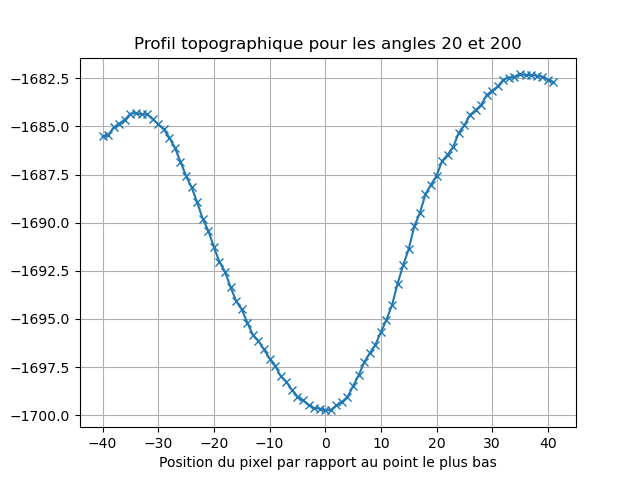 Profil topographique pour les angles 20 et 200
−1682.5
−1685.0
−1687.5
−1690.0
−1692.5
−1695.0
−1697.5
−1700.0
−40 −30 −20 −10 0 10 20 30 40
Position du pixel par rapport au point le plus bas